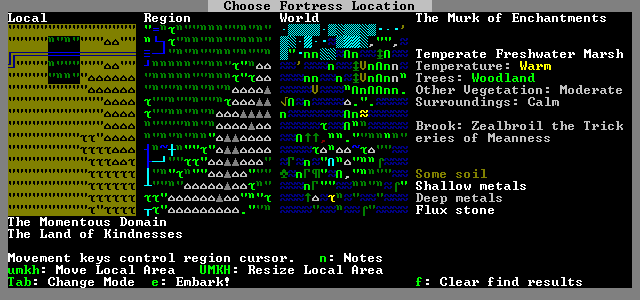 Choose Fortress Location
Local
Region
World
The Murk of Enchantments
Temperate Freshwater Marsh
Temperature: Warm
Trees: Woodland
Other Vegetation: Moderate
Surroundings: Calm
Brook: Zealbroil the Trick
eries of Meanness
Some soil
Shallow metals
Deep metals
Flux stone
The Momentous Domain
The Land of Kindnesses
Movement keys control region cursor. n: Notes
umkh: Move Local Area UMKH: Resize Local Area
Tab: Change Mode e: Embark!
f: Clear find results